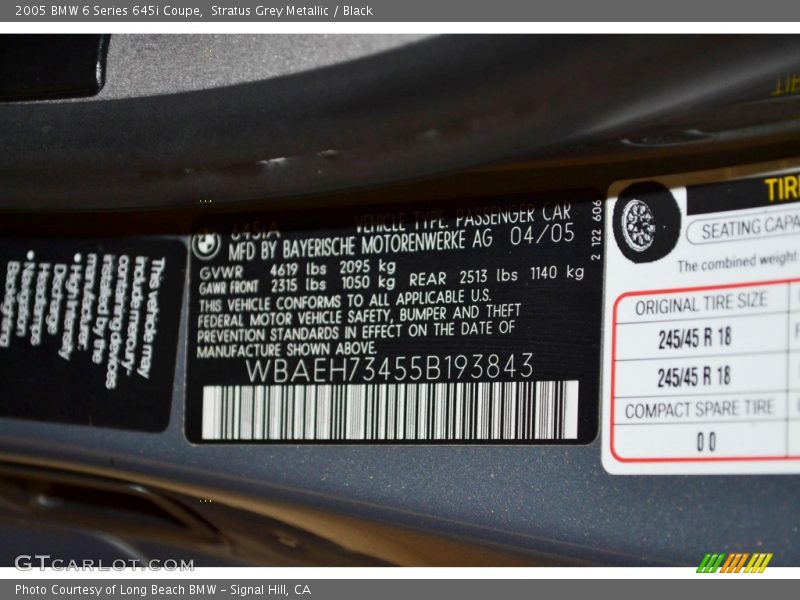 2005 BMW 6 Series 645i Coupe,  Stratus Grey Metallic / Black
This vehicle may
include mercury-
containing devices
installed by the
manufacturer:
• High Intensity
Discharge
Headlamps
• Navigation
Backlighting
645iA VEHICLE TYPE: PASSENGER CAR
MFD BY BAYERISCHE MOTORENWERKE AG 04/05
GVWR 4619 lbs 2095 kg
GAWR FRONT 2315 lbs 1050 kg REAR 2513 lbs 1140 kg
THIS VEHICLE CONFORMS TO ALL APPLICABLE U.S.
FEDERAL MOTOR VEHICLE SAFETY, BUMPER AND THEFT
PREVENTION STANDARDS IN EFFECT ON THE DATE OF
MANUFACTURE SHOWN ABOVE.
WBAEH73455B193843
2 122 606
TIR
SEATING CAPA
The combined weight
ORIGINAL TIRE SIZE
245/45 R 18
245/45 R 18
COMPACT SPARE TIRE
00
GTCARLOT.COM
Photo Courtesy of Long Beach BMW – Signal Hill, CA